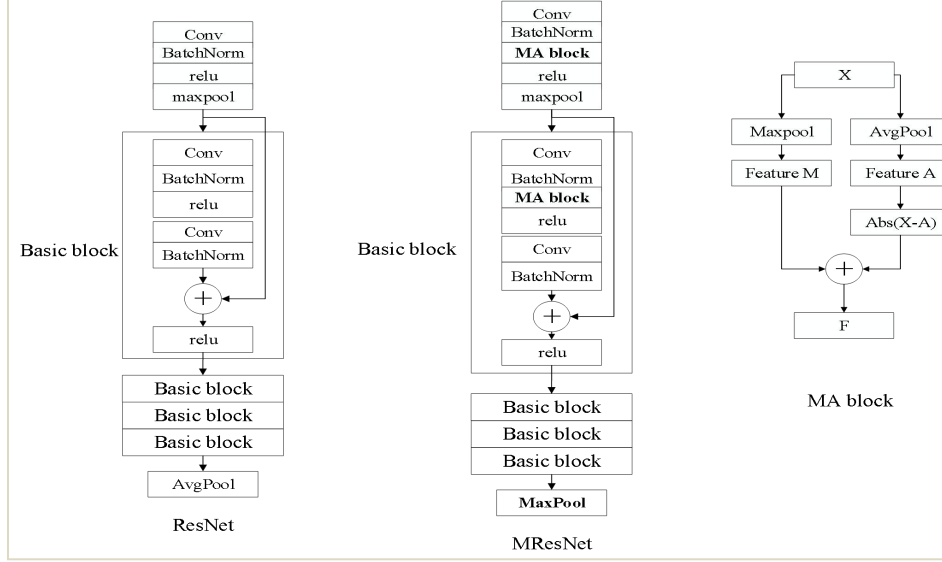 Conv
BatchNorm
relu
maxpool
Conv
BatchNorm
relu
Conv
BatchNorm
Basic block
+
relu
Basic block
Basic block
Basic block
AvgPool
ResNet
Conv
BatchNorm
MA block
relu
maxpool
Conv
BatchNorm
MA block
relu
Basic block
Conv
BatchNorm
+
relu
Basic block
Basic block
Basic block
MaxPool
MResNet
X
Maxpool
AvgPool
Feature M
Feature A
Abs(X-A)
+
F
MA block